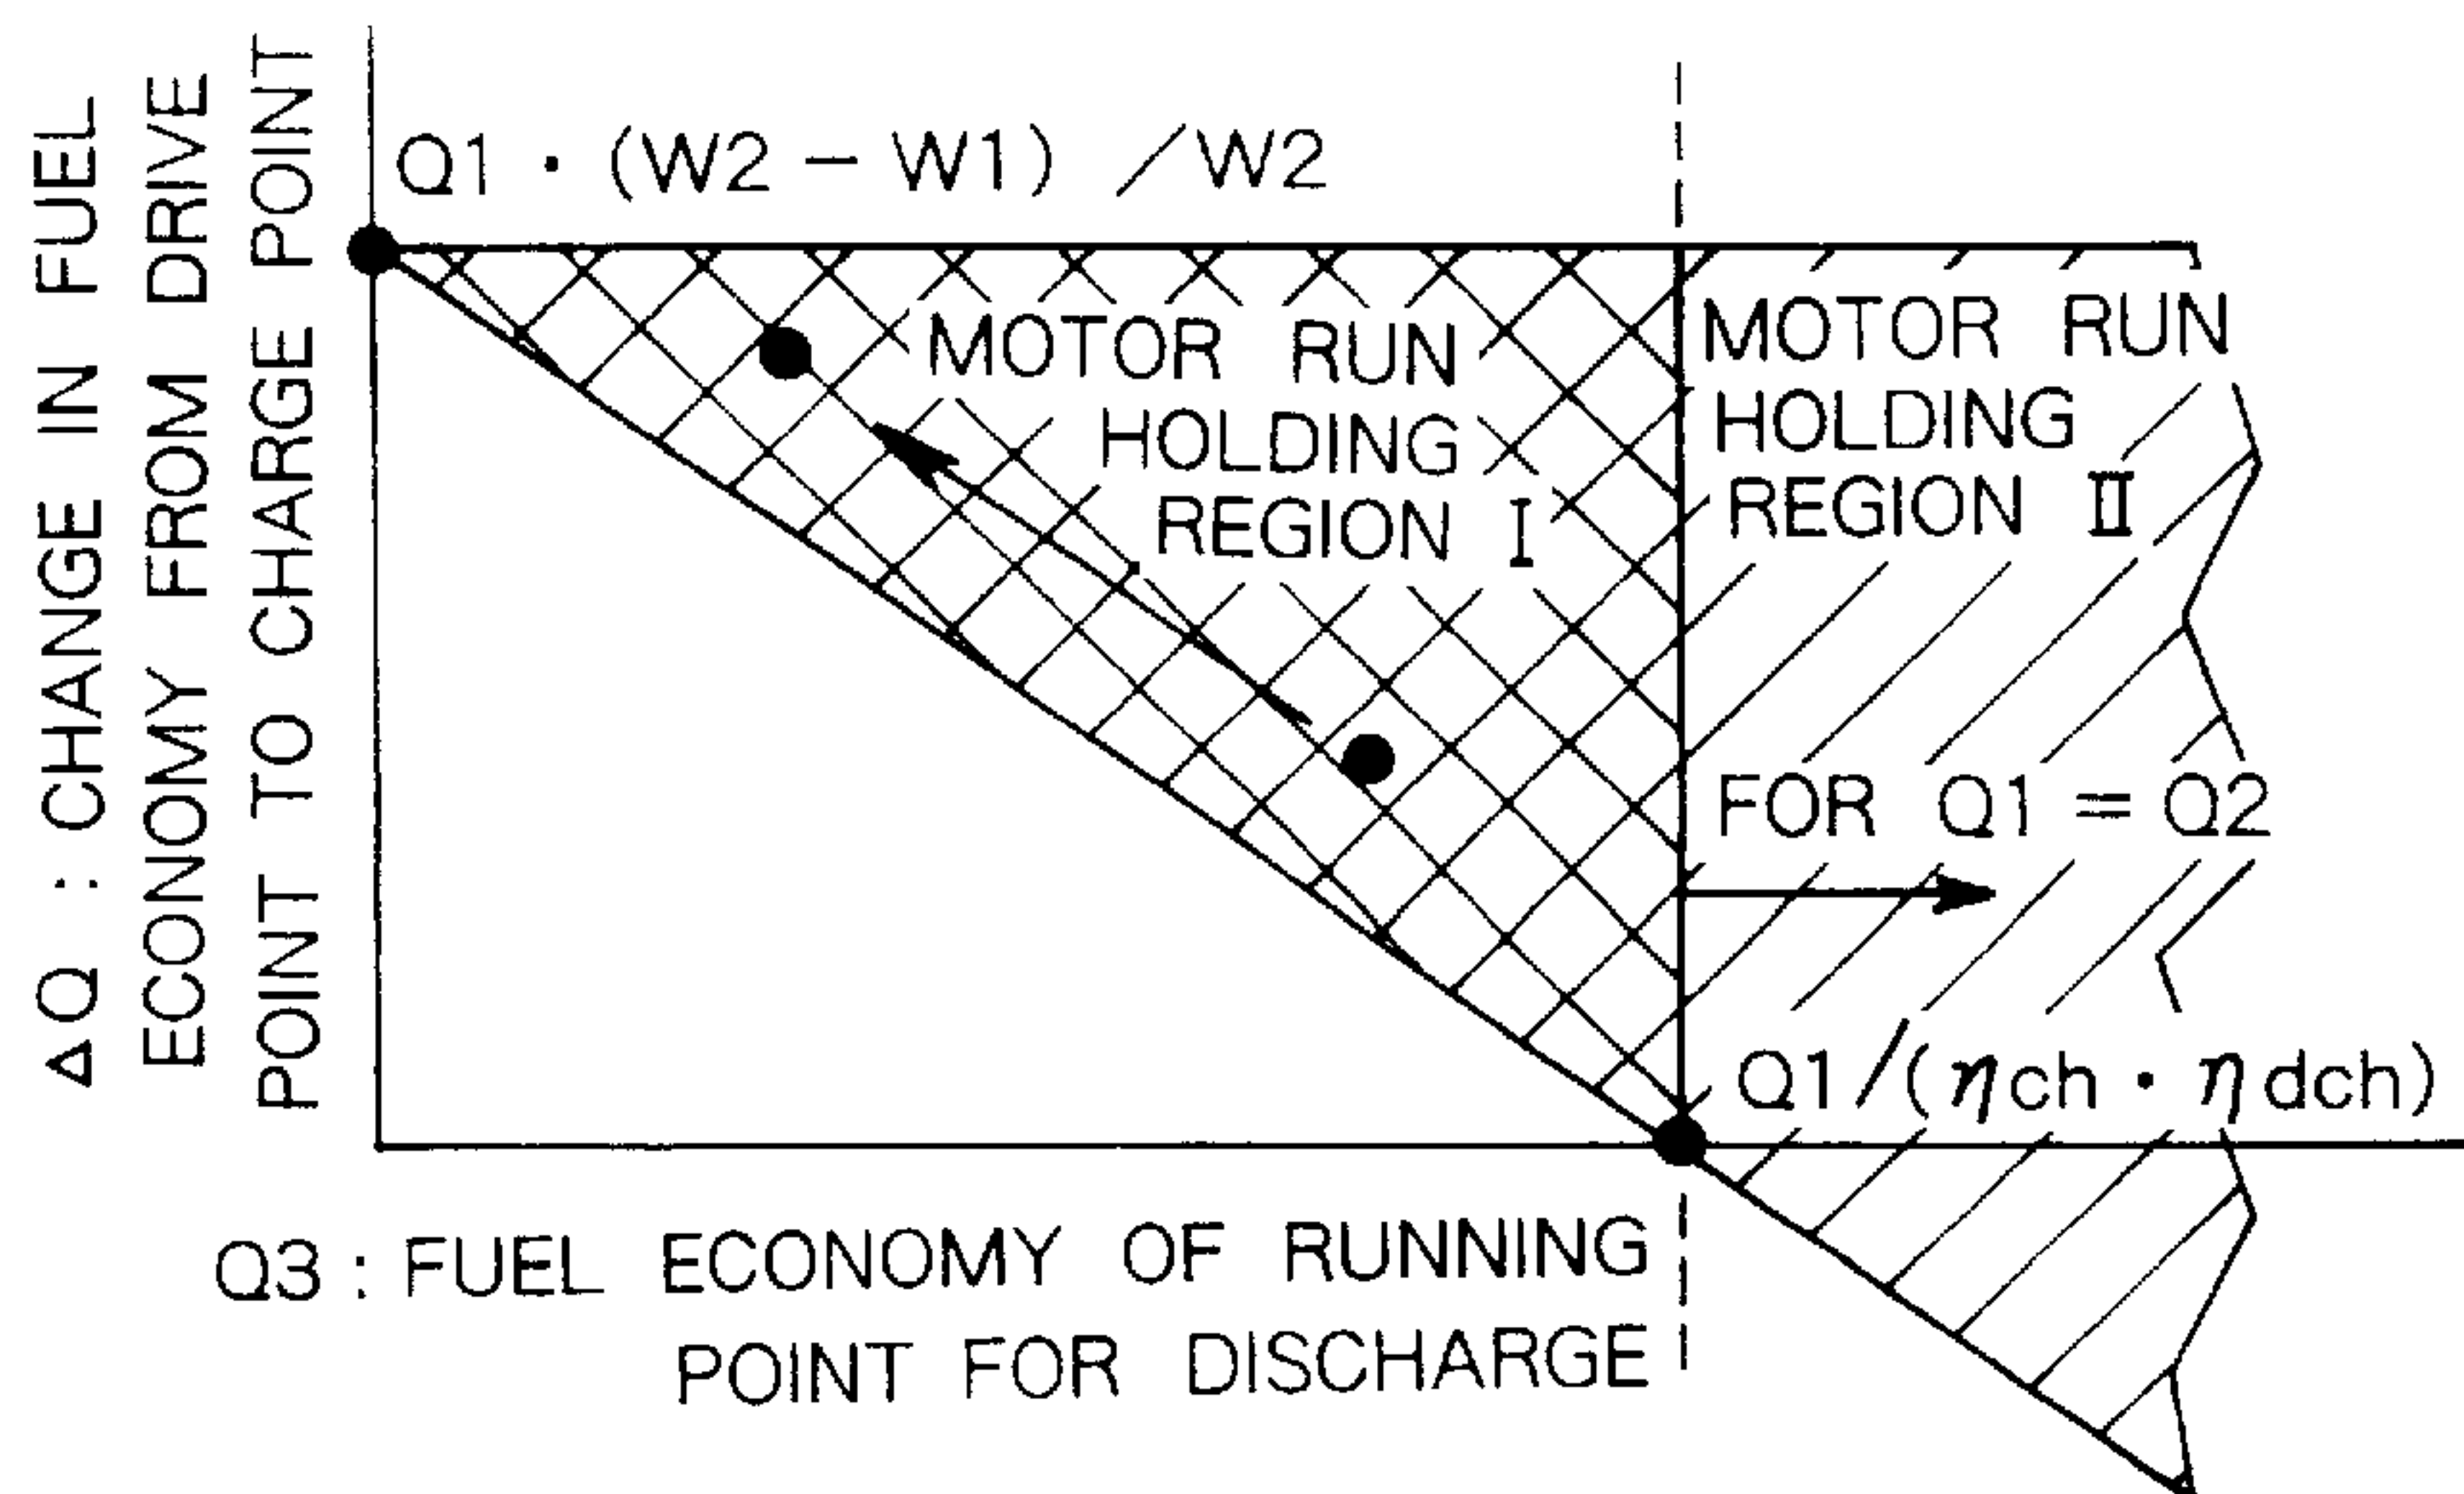 ΔQ : CHANGE IN FUEL
ECONOMY FROM DRIVE
POINT TO CHARGE POINT
Q1 · (W2 − W1) /W2
MOTOR RUN
HOLDING
REGION I
MOTOR RUN
HOLDING
REGION II
FOR Q1 = Q2
Q1/(ηch · ηdch)
Q3 : FUEL ECONOMY OF RUNNING
POINT FOR DISCHARGE